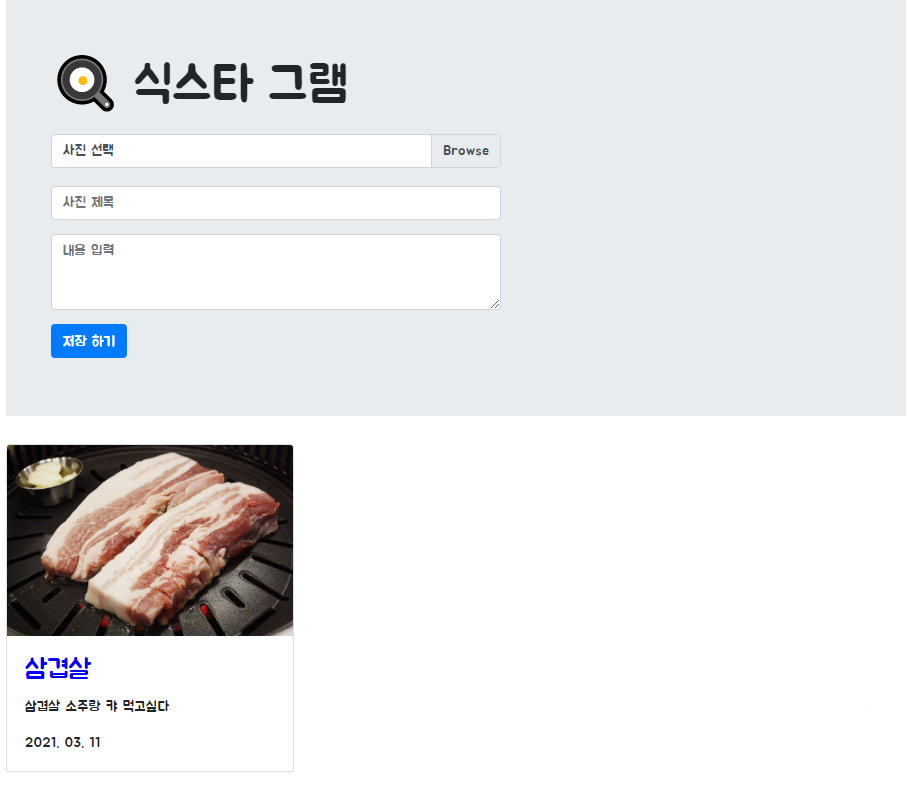 식스타 그램
사진 선택 Browse
사진 제목
내용 입력
저장 하기
삼겹살
삼겹살 소주랑 캬 먹고싶다
2021. 03. 11